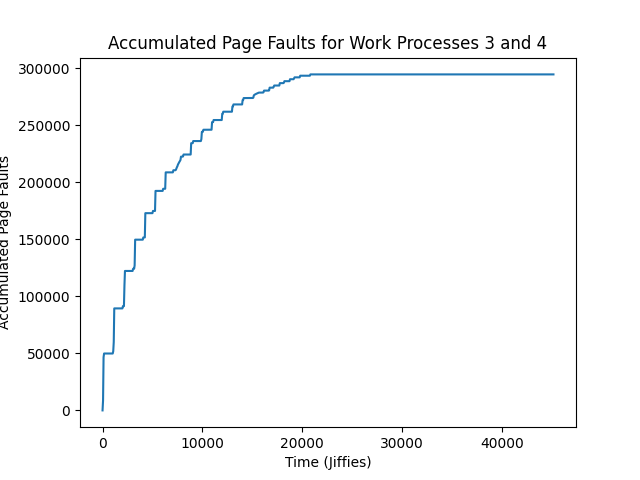 Accumulated Page Faults for Work Processes 3 and 4
300000
250000
200000
150000
100000
50000
0
Accumulated Page Faults
0 10000 20000 30000 40000
Time (Jiffies)